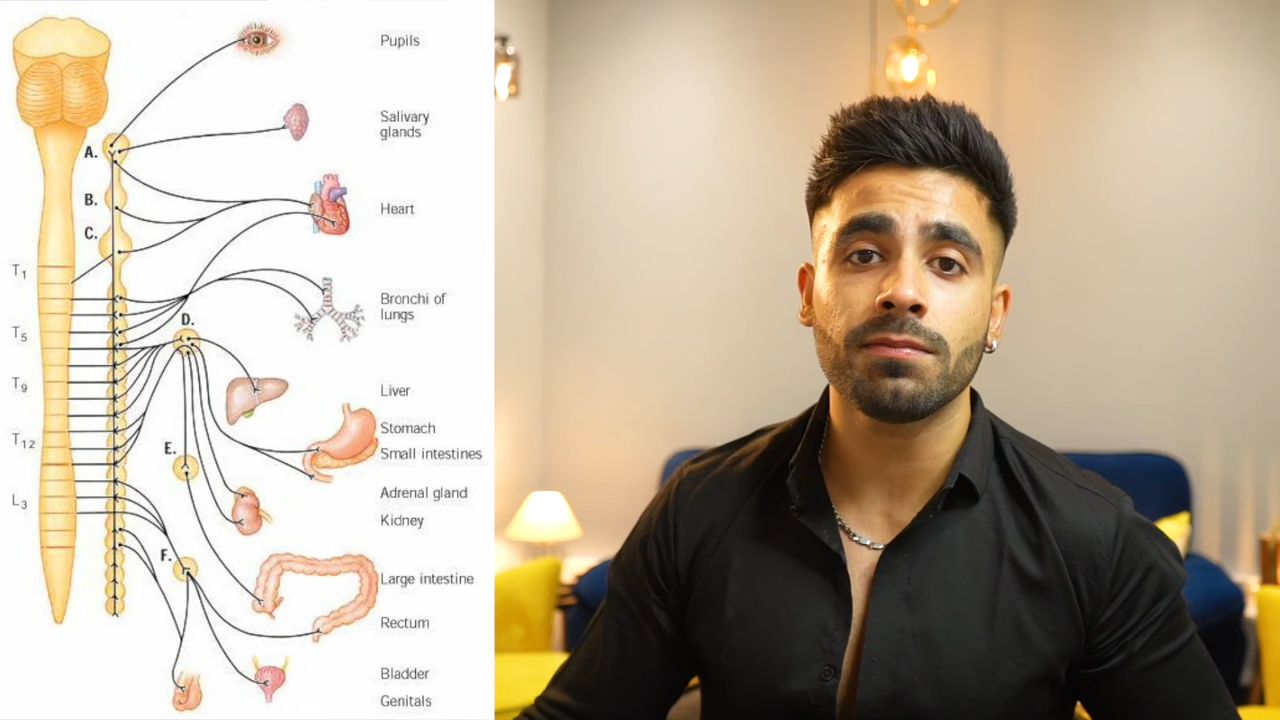 Pupils
Salivary
glands
A.
B.
Heart
C.
T1
Bronchi of
lungs
D.
T5
T9
Liver
Stomach
T12
E.
Small intestines
Adrenal gland
L3
Kidney
F.
Large intestine
Rectum
Bladder
Genitals